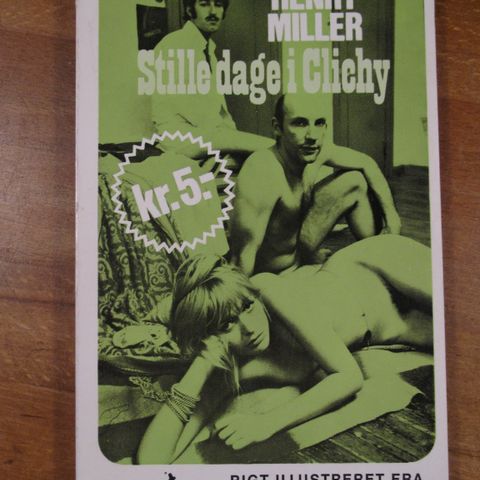 HENRY
MILLER
Stille dage i Clichy
kr. 5:-
RIGT ILLUSTRERET FRA